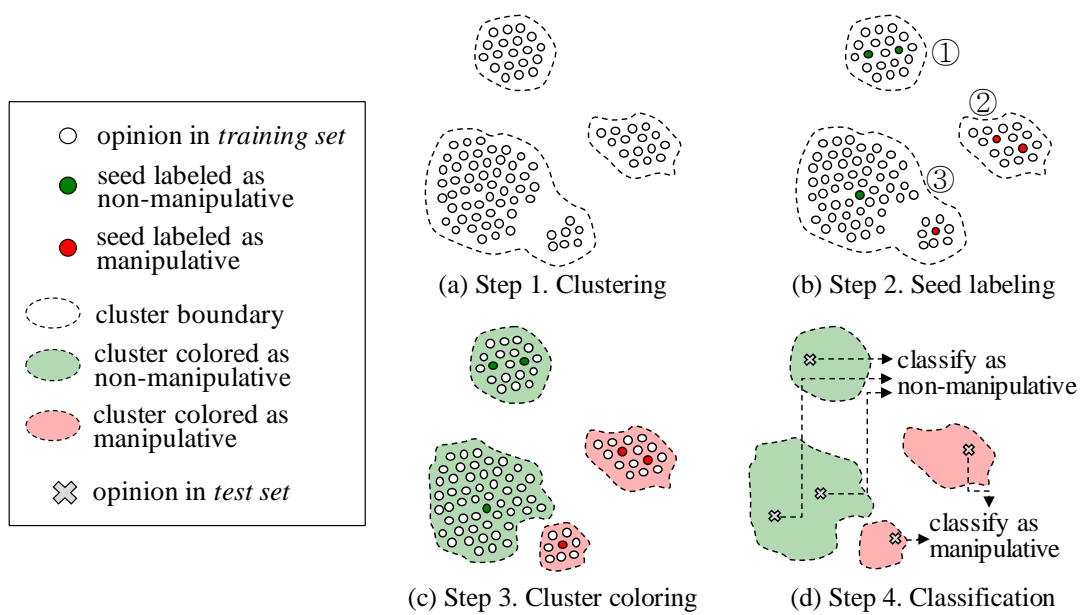 opinion in training set
seed labeled as
non-manipulative
seed labeled as
manipulative
cluster boundary
cluster colored as
non-manipulative
cluster colored as
manipulative
opinion in test set
(a) Step 1. Clustering
①
②
③
(b) Step 2. Seed labeling
(c) Step 3. Cluster coloring
classify as
non-manipulative
classify as
manipulative
(d) Step 4. Classification